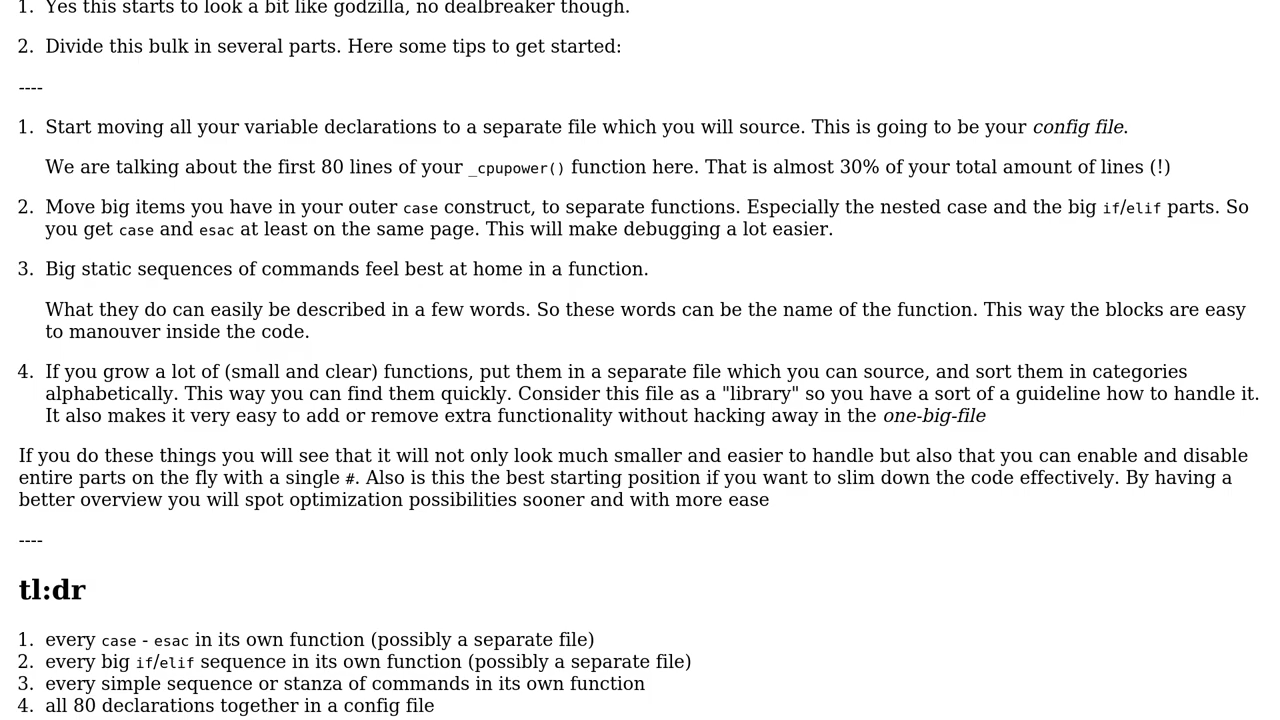 1. Yes this starts to look a bit like godzilla, no dealbreaker though.
2. Divide this bulk in several parts. Here some tips to get started:
----
1. Start moving all your variable declarations to a separate file which you will source. This is going to be your config file.
We are talking about the first 80 lines of your _cpupower() function here. That is almost 30% of your total amount of lines (!)
2. Move big items you have in your outer case construct, to separate functions. Especially the nested case and the big if/elif parts. So
you get case and esac at least on the same page. This will make debugging a lot easier.
3. Big static sequences of commands feel best at home in a function.
What they do can easily be described in a few words. So these words can be the name of the function. This way the blocks are easy
to manouver inside the code.
4. If you grow a lot of (small and clear) functions, put them in a separate file which you can source, and sort them in categories
alphabetically. This way you can find them quickly. Consider this file as a "library" so you have a sort of a guideline how to handle it.
It also makes it very easy to add or remove extra functionality without hacking away in the one-big-file
If you do these things you will see that it will not only look much smaller and easier to handle but also that you can enable and disable
entire parts on the fly with a single #. Also is this the best starting position if you want to slim down the code effectively. By having a
better overview you will spot optimization possibilities sooner and with more ease
----
tl:dr
1. every case - esac in its own function (possibly a separate file)
2. every big if/elif sequence in its own function (possibly a separate file)
3. every simple sequence or stanza of commands in its own function
4. all 80 declarations together in a config file